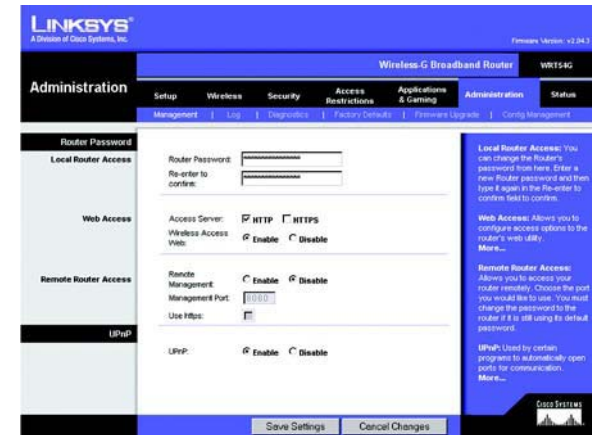 LINKSYS®
A Division of Cisco Systems, Inc.
Firmware Version: v2.04.3
Wireless-G Broadband Router WRT54G
Administration
Setup Wireless Security Access Restrictions Applications & Gaming Administration Status
Management | Log | Diagnostics | Factory Defaults | Firmware Upgrade | Config Management
Router Password
Local Router Access
Router Password:
Re-enter to
confirm:
Web Access
Access Server: HTTP HTTPS
Wireless Access
Web: Enable Disable
Remote Router Access
Remote
Management: Enable Disable
Management Port: 8080
Use https:
UPnP
UPnP: Enable Disable
Save Settings Cancel Changes
Local Router
Access: You
can change the Router's
password from here. Enter a
new Router password and then
type it again in the Re-enter to
confirm field to confirm.
Web Access: Allows you to
configure access options to the
router's web utility.
More...
Remote Router Access:
Allows you to access your
router remotely. Choose the port
you would like to use. You must
change the password to the
router if it is still using its default
password.
UPnP: Used by certain
programs to automatically open
ports for communication.
More...
CISCO SYSTEMS